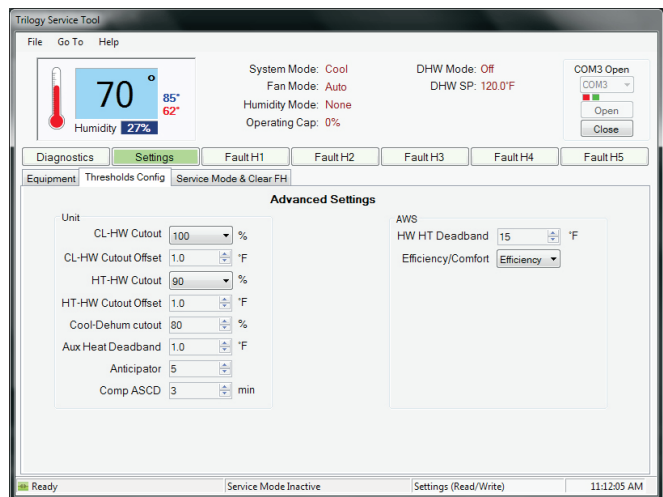 Trilogy Service Tool
File Go To Help
70°
85°
62°
Humidity 27%
System Mode: Cool
Fan Mode: Auto
Humidity Mode: None
Operating Cap: 0%
DHW Mode: Off
DHW SP: 120.0°F
COM3 Open
COM3
Open
Close
Diagnostics Settings Fault H1 Fault H2 Fault H3 Fault H4 Fault H5
Equipment Thresholds Config Service Mode & Clear FH
Advanced Settings
Unit
CL-HW Cutout 100 %
CL-HW Cutout Offset 1.0 °F
HT-HW Cutout 90 %
HT-HW Cutout Offset 1.0 °F
Cool-Dehum cutout 80 %
Aux Heat Deadband 1.0 °F
Anticipator 5
Comp ASCD 3 min
AWS
HW HT Deadband 15 °F
Efficiency/Comfort Efficiency
Ready Service Mode Inactive Settings (Read/Write) 11:12:05 AM